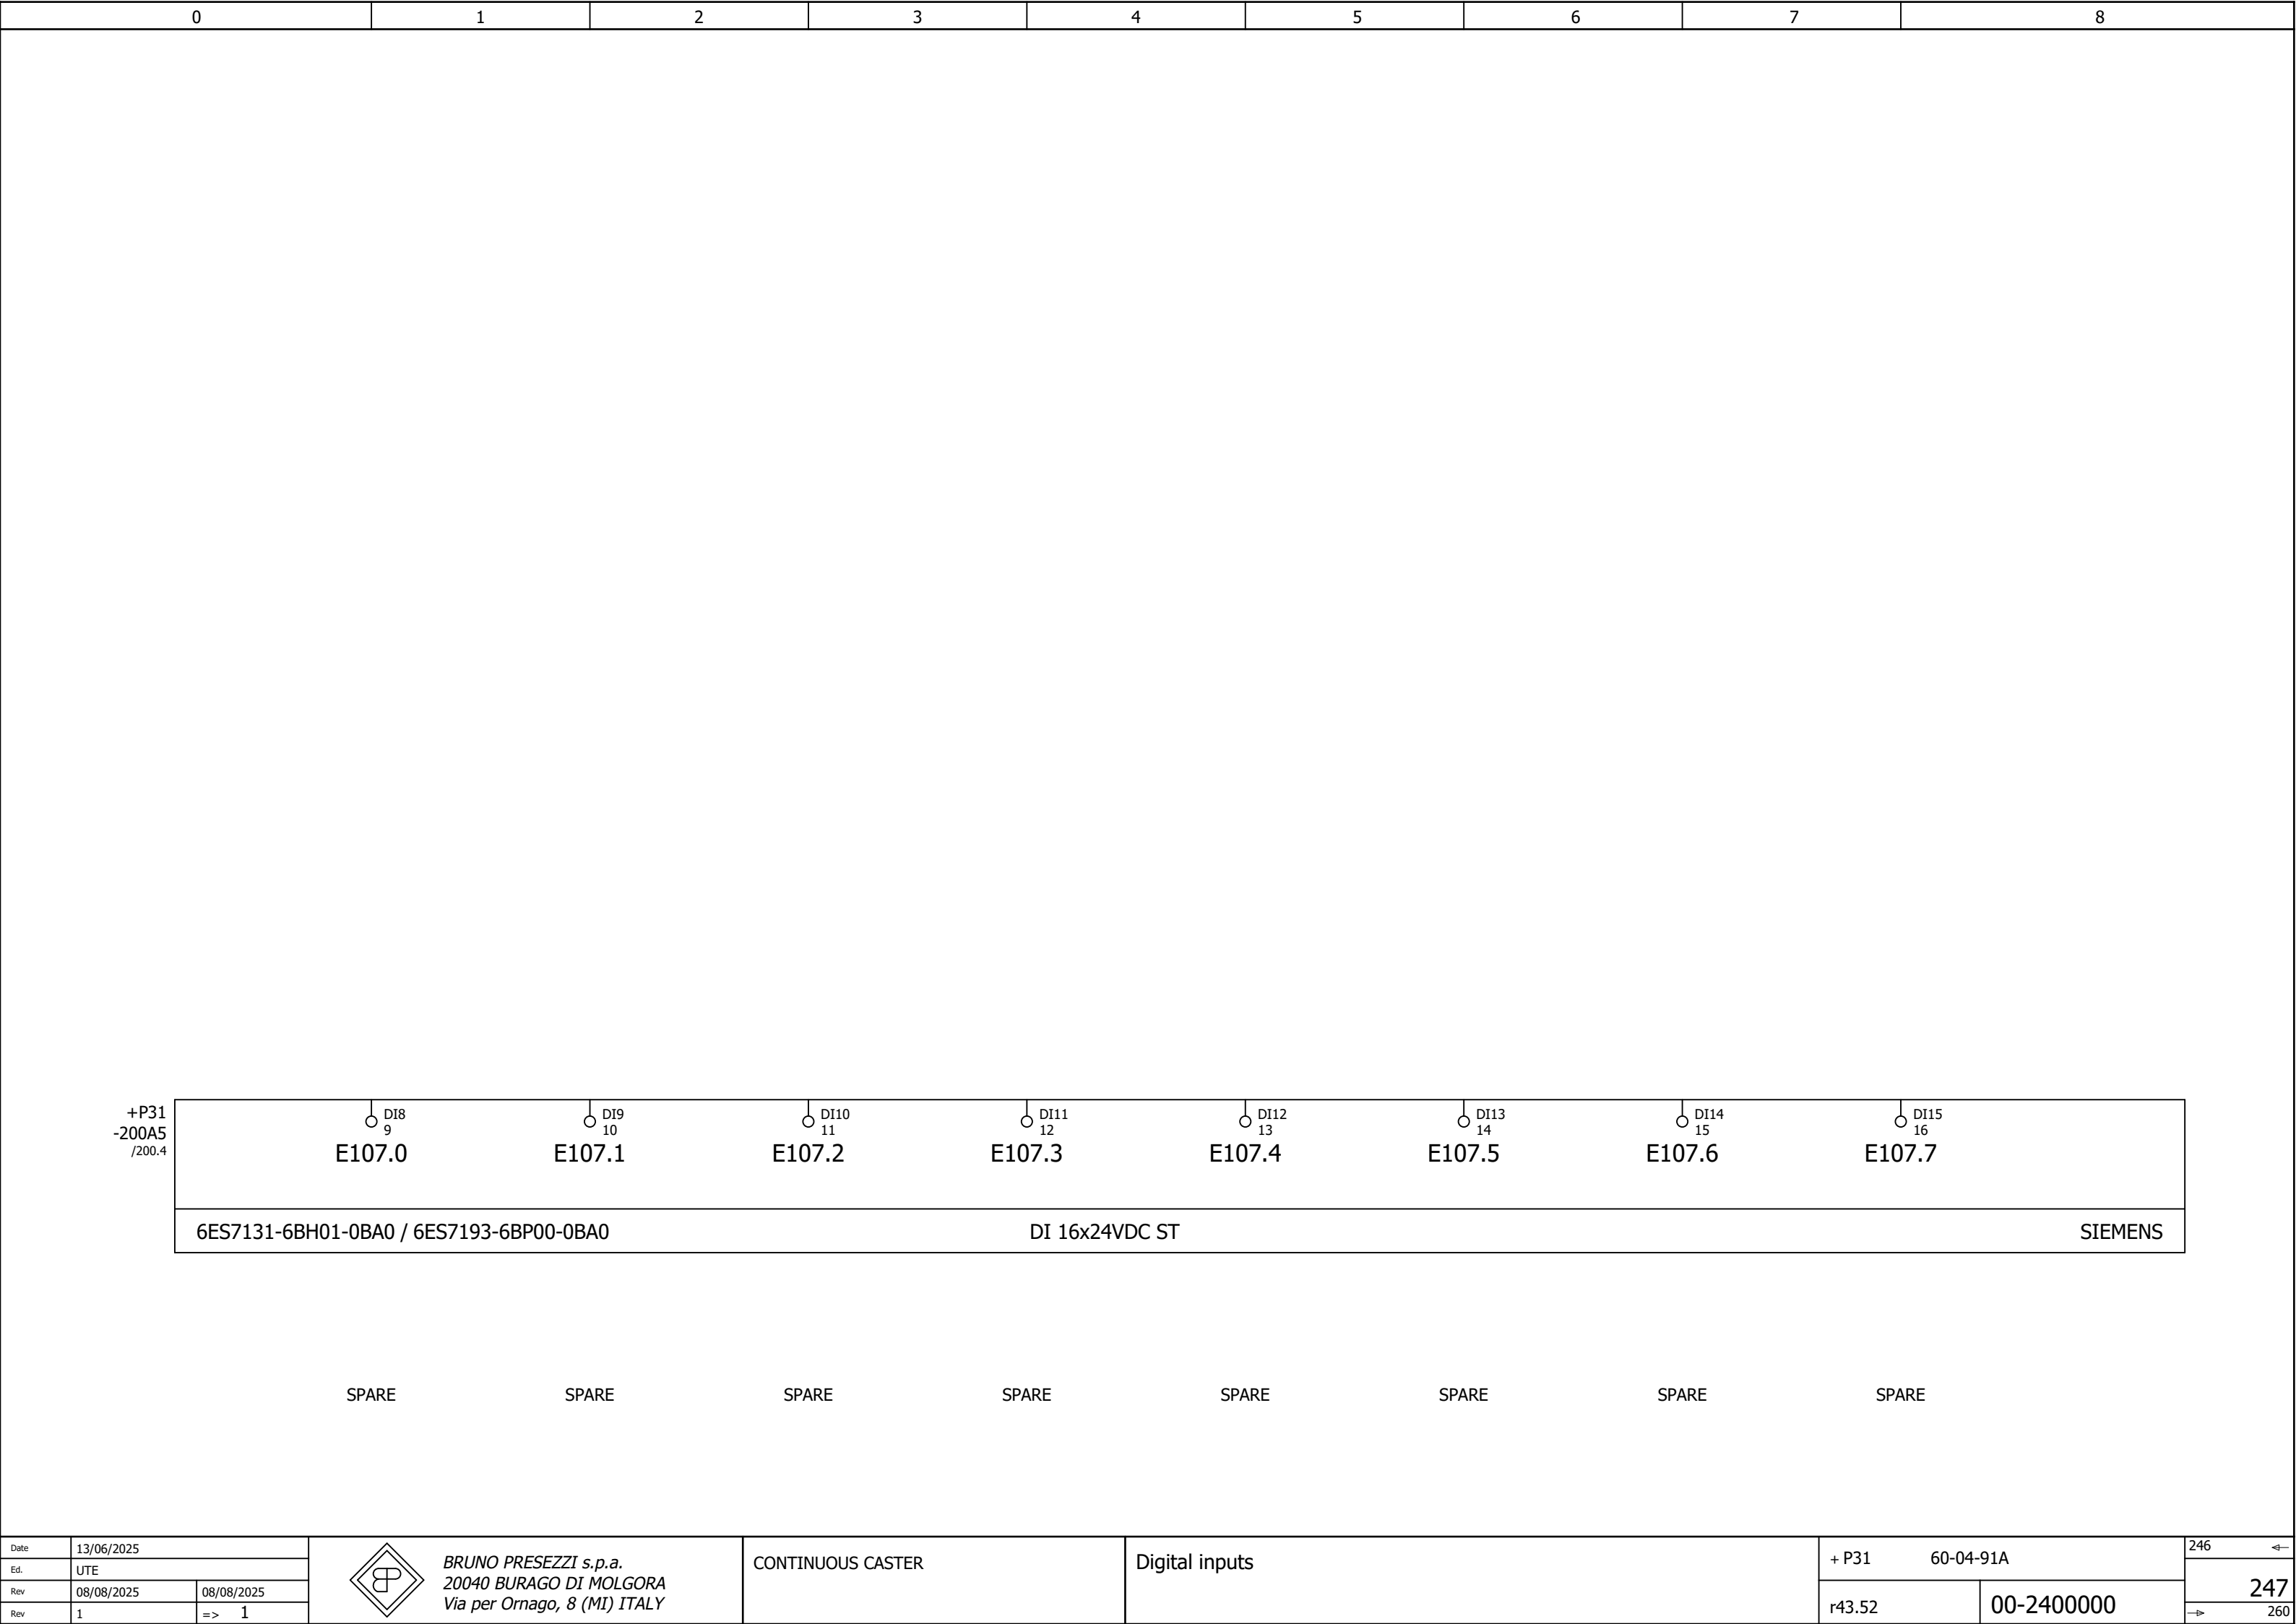 0 1 2 3 4 5 6 7 8
+P31
-200A5
/200.4
DI8 DI9 DI10 DI11 DI12 DI13 DI14 DI15
9 10 11 12 13 14 15 16
E107.0 E107.1 E107.2 E107.3 E107.4 E107.5 E107.6 E107.7
6ES7131-6BH01-0BA0 / 6ES7193-6BP00-0BA0 DI 16x24VDC ST SIEMENS
SPARE SPARE SPARE SPARE SPARE SPARE SPARE SPARE
Date 13/06/2025
Ed. UTE
Rev 08/08/2025 08/08/2025
Rev 1 => 1
BRUNO PRESEZZI s.p.a.
20040 BURAGO DI MOLGORA
Via per Ornago, 8 (MI) ITALY
CONTINUOUS CASTER
Digital inputs
+ P31 60-04-91A
r43.52 00-2400000
246
247
260